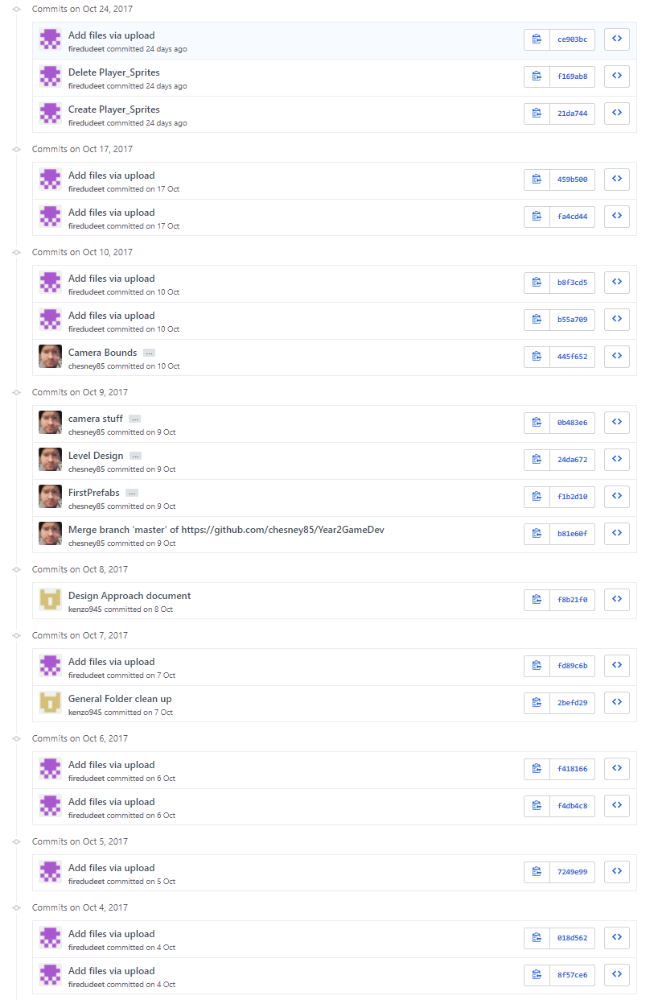 Commits on Oct 24, 2017
Add files via upload
firedudeet committed 24 days ago
ce903bc
Delete Player_Sprites
firedudeet committed 24 days ago
f169ab8
Create Player_Sprites
firedudeet committed 24 days ago
21da744
Commits on Oct 17, 2017
Add files via upload
firedudeet committed on 17 Oct
459b500
Add files via upload
firedudeet committed on 17 Oct
fa4cd44
Commits on Oct 10, 2017
Add files via upload
firedudeet committed on 10 Oct
b8f3cd5
Add files via upload
firedudeet committed on 10 Oct
b55a709
Camera Bounds ...
chesney85 committed on 10 Oct
445f652
Commits on Oct 9, 2017
camera stuff ...
chesney85 committed on 9 Oct
0b483e6
Level Design ...
chesney85 committed on 9 Oct
24da672
FirstPrefabs ...
chesney85 committed on 9 Oct
f1b2d10
Merge branch 'master' of https://github.com/chesney85/Year2GameDev
chesney85 committed on 9 Oct
b81e60f
Commits on Oct 8, 2017
Design Approach document
kenzo945 committed on 8 Oct
f8b21f0
Commits on Oct 7, 2017
Add files via upload
firedudeet committed on 7 Oct
fd89c6b
General Folder clean up
kenzo945 committed on 7 Oct
2befd29
Commits on Oct 6, 2017
Add files via upload
firedudeet committed on 6 Oct
f418166
Add files via upload
firedudeet committed on 6 Oct
f4db4c8
Commits on Oct 5, 2017
Add files via upload
firedudeet committed on 5 Oct
7249e99
Commits on Oct 4, 2017
Add files via upload
firedudeet committed on 4 Oct
018d562
Add files via upload
firedudeet committed on 4 Oct
8f57ce6